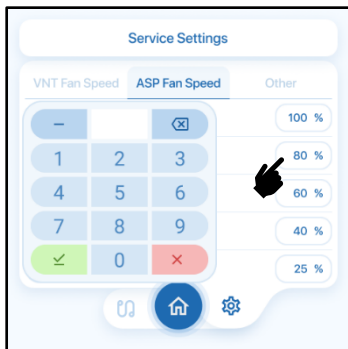 Service Settings
VNT Fan Speed ASP Fan Speed Other
– 100 %
1 2 3 80 %
4 5 6 60 %
7 8 9 40 %
0 25 %